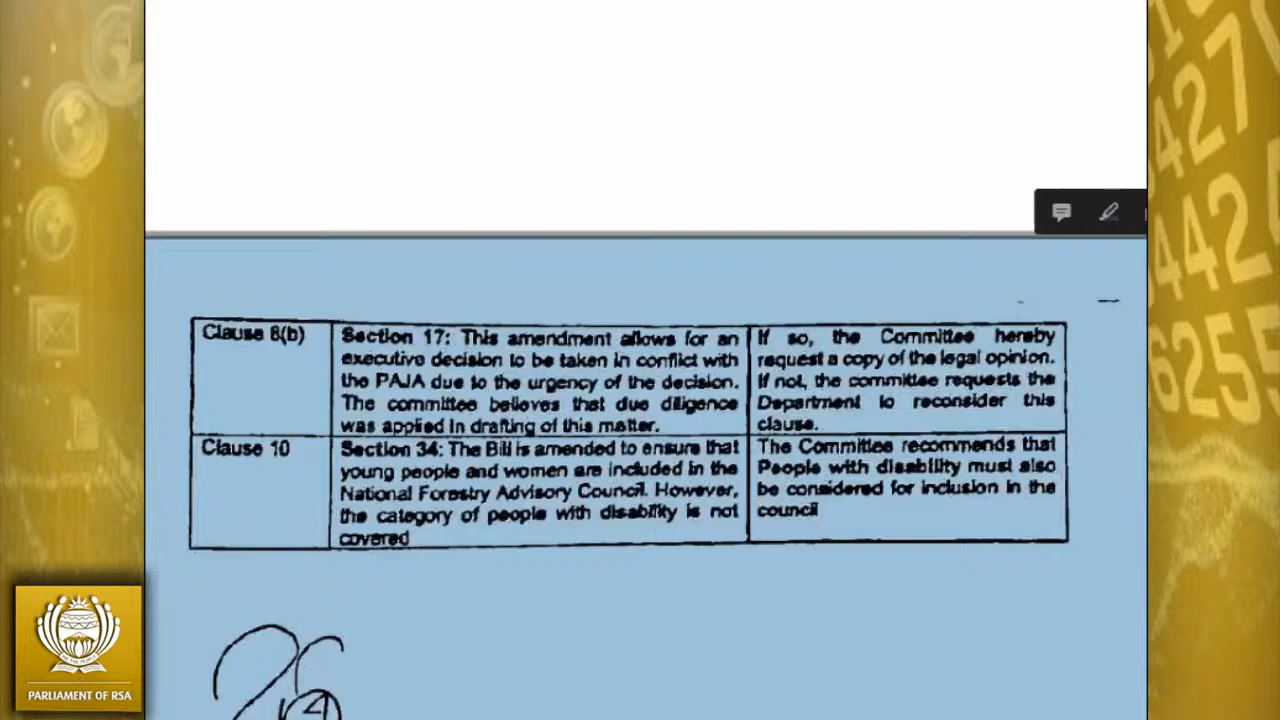 Clause 8(b)
Section 17: This amendment allows for an
executive decision to be taken in conflict with
the PAJA due to the urgency of the decision.
The committee believes that due diligence
was applied in drafting of this matter.
If so, the Committee hereby
request a copy of the legal opinion.
If not, the committee requests the
Department to reconsider this
clause.
Clause 10
Section 34: The Bill is amended to ensure that
young people and women are included in the
National Forestry Advisory Council. However,
the category of people with disability is not
covered
The Committee recommends that
People with disability must also
be considered for inclusion in the
council
PARLIAMENT OF RSA
427
442
6255